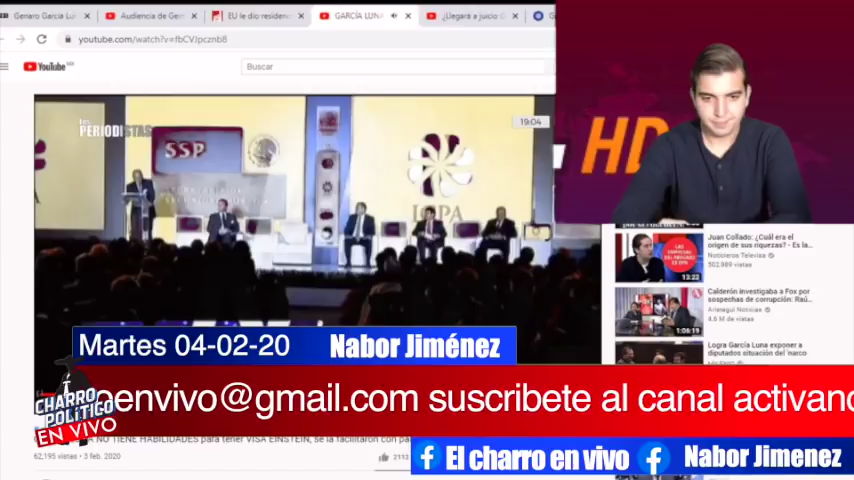 Genaro García Lu
Audiencia de Gen
EU le dio residen
GARCÍA LUNA
¿Llegará a juicio G
G
youtube.com/watch?v=fbCVJpcznb8
YouTube
Buscar
Los
PERIODISTAS
19:04
SSP
HD
Juan Collado: ¿Cuál era el
origen de sus riquezas? - Es la...
Noticieros Televisa
502,989 vistas
13:22
Calderón investigaba a Fox por
sospechas de corrupción: Raú...
Aristegui Noticias
4.6 M de vistas
1:06:19
Logra García Luna exponer a
diputados situación del 'narco
Martes 04-02-20
Nabor Jiménez
oenvivo@gmail.com suscribete al canal activand
CHARRO
POLÍTICO
EN VIVO
A NO TIENE HABILIDADES para tener VISA EINSTEIN, se la facilitaron con pa
62,195 vistas • 3 feb. 2020
El charro en vivo
Nabor Jimenez